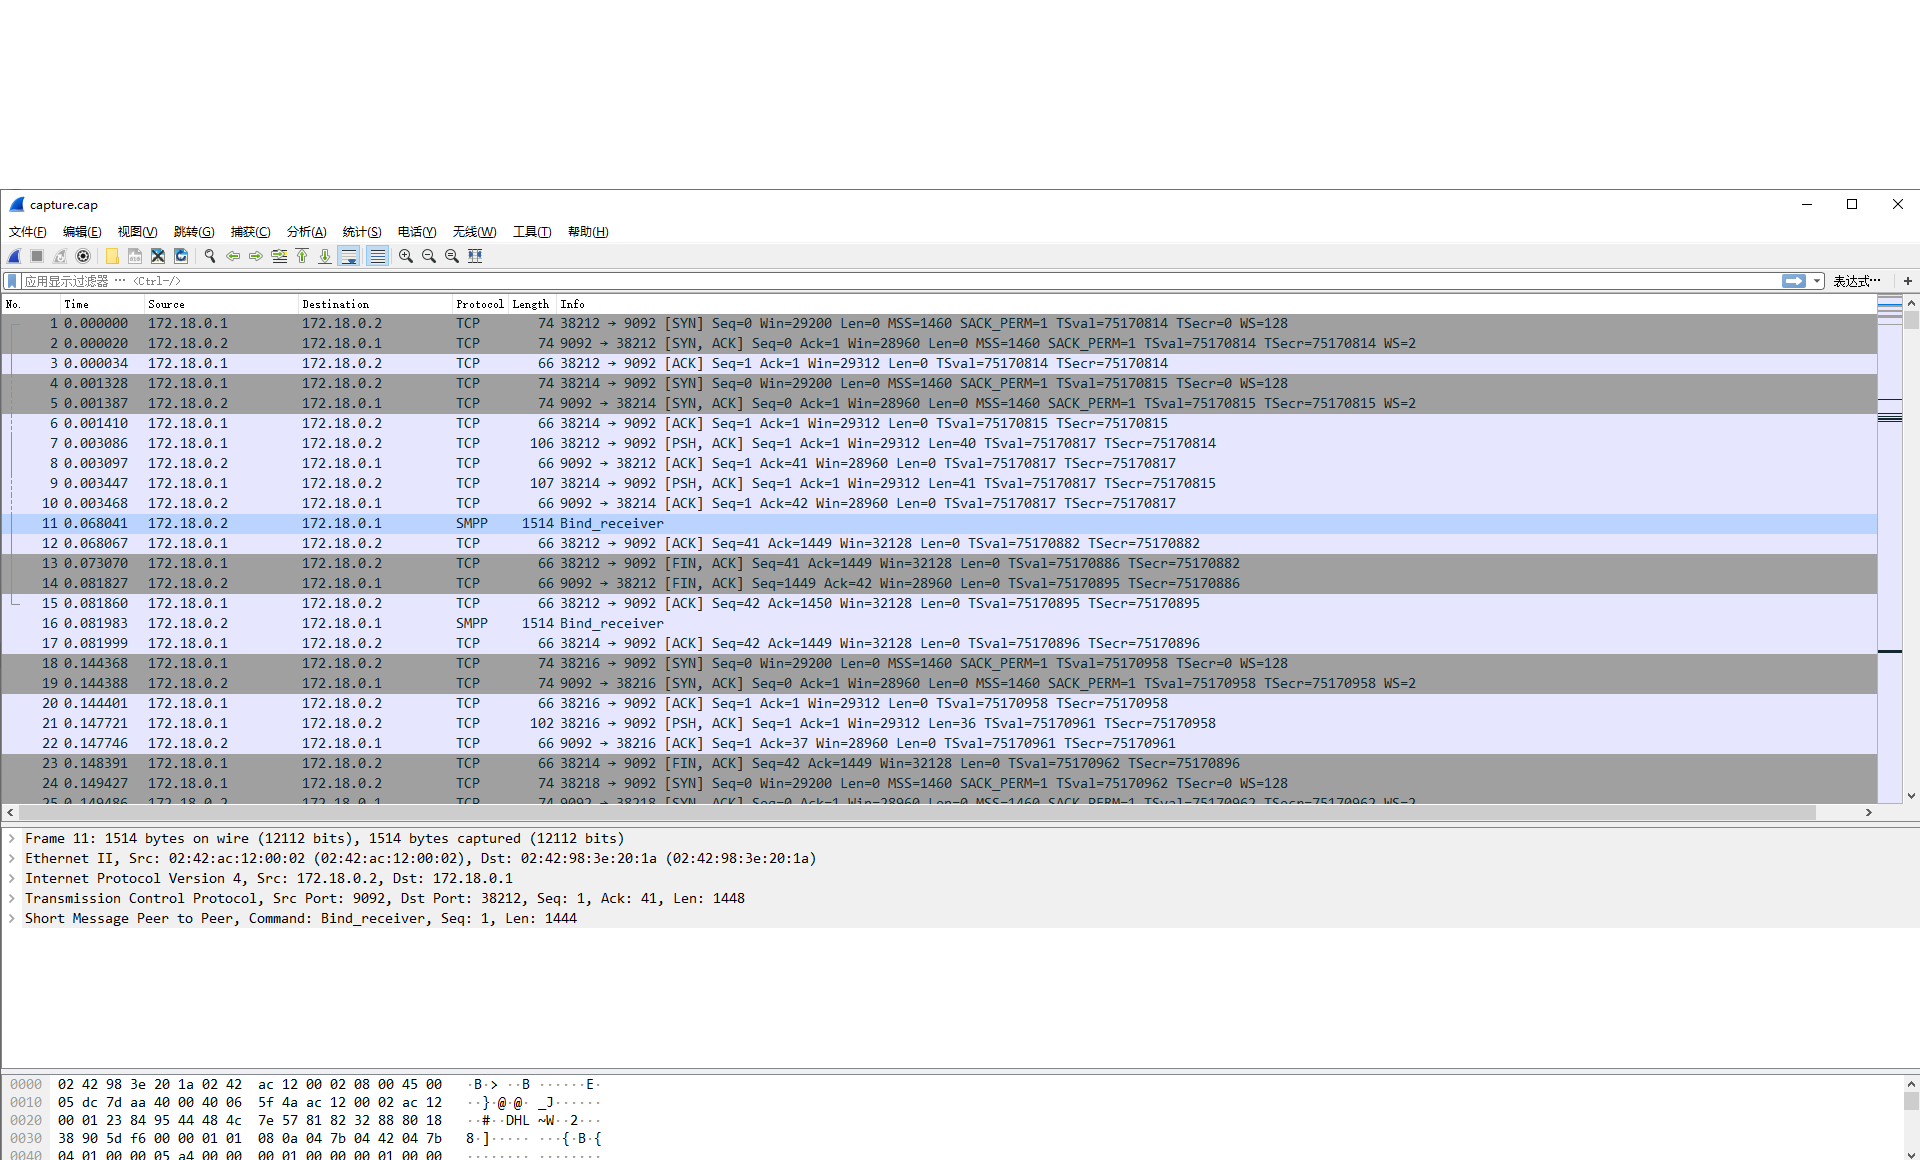 capture.cap
文件(F) 编辑(E) 视图(V) 跳转(G) 捕获(C) 分析(A) 统计(S) 电话(Y) 无线(W) 工具(T) 帮助(H)
应用显示过滤器 … <Ctrl-/> 表达式… +
No. Time Source Destination Protocol Length Info
1 0.000000 172.18.0.1 172.18.0.2 TCP 74 38212 → 9092 [SYN] Seq=0 Win=29200 Len=0 MSS=1460 SACK_PERM=1 TSval=75170814 TSecr=0 WS=128
2 0.000020 172.18.0.2 172.18.0.1 TCP 74 9092 → 38212 [SYN, ACK] Seq=0 Ack=1 Win=28960 Len=0 MSS=1460 SACK_PERM=1 TSval=75170814 TSecr=75170814 WS=2
3 0.000034 172.18.0.1 172.18.0.2 TCP 66 38212 → 9092 [ACK] Seq=1 Ack=1 Win=29312 Len=0 TSval=75170814 TSecr=75170814
4 0.001328 172.18.0.1 172.18.0.2 TCP 74 38214 → 9092 [SYN] Seq=0 Win=29200 Len=0 MSS=1460 SACK_PERM=1 TSval=75170815 TSecr=0 WS=128
5 0.001387 172.18.0.2 172.18.0.1 TCP 74 9092 → 38214 [SYN, ACK] Seq=0 Ack=1 Win=28960 Len=0 MSS=1460 SACK_PERM=1 TSval=75170815 TSecr=75170815 WS=2
6 0.001410 172.18.0.1 172.18.0.2 TCP 66 38214 → 9092 [ACK] Seq=1 Ack=1 Win=29312 Len=0 TSval=75170815 TSecr=75170815
7 0.003086 172.18.0.1 172.18.0.2 TCP 106 38212 → 9092 [PSH, ACK] Seq=1 Ack=1 Win=29312 Len=40 TSval=75170817 TSecr=75170814
8 0.003097 172.18.0.2 172.18.0.1 TCP 66 9092 → 38212 [ACK] Seq=1 Ack=41 Win=28960 Len=0 TSval=75170817 TSecr=75170817
9 0.003447 172.18.0.1 172.18.0.2 TCP 107 38214 → 9092 [PSH, ACK] Seq=1 Ack=1 Win=29312 Len=41 TSval=75170817 TSecr=75170815
10 0.003468 172.18.0.2 172.18.0.1 TCP 66 9092 → 38214 [ACK] Seq=1 Ack=42 Win=28960 Len=0 TSval=75170817 TSecr=75170817
11 0.068041 172.18.0.2 172.18.0.1 SMPP 1514 Bind_receiver
12 0.068067 172.18.0.1 172.18.0.2 TCP 66 38212 → 9092 [ACK] Seq=41 Ack=1449 Win=32128 Len=0 TSval=75170882 TSecr=75170882
13 0.073070 172.18.0.1 172.18.0.2 TCP 66 38212 → 9092 [FIN, ACK] Seq=41 Ack=1449 Win=32128 Len=0 TSval=75170886 TSecr=75170882
14 0.081827 172.18.0.2 172.18.0.1 TCP 66 9092 → 38212 [FIN, ACK] Seq=1449 Ack=42 Win=28960 Len=0 TSval=75170895 TSecr=75170886
15 0.081860 172.18.0.1 172.18.0.2 TCP 66 38212 → 9092 [ACK] Seq=42 Ack=1450 Win=32128 Len=0 TSval=75170895 TSecr=75170895
16 0.081983 172.18.0.2 172.18.0.1 SMPP 1514 Bind_receiver
17 0.081999 172.18.0.1 172.18.0.2 TCP 66 38214 → 9092 [ACK] Seq=42 Ack=1449 Win=32128 Len=0 TSval=75170896 TSecr=75170896
18 0.144368 172.18.0.1 172.18.0.2 TCP 74 38216 → 9092 [SYN] Seq=0 Win=29200 Len=0 MSS=1460 SACK_PERM=1 TSval=75170958 TSecr=0 WS=128
19 0.144388 172.18.0.2 172.18.0.1 TCP 74 9092 → 38216 [SYN, ACK] Seq=0 Ack=1 Win=28960 Len=0 MSS=1460 SACK_PERM=1 TSval=75170958 TSecr=75170958 WS=2
20 0.144401 172.18.0.1 172.18.0.2 TCP 66 38216 → 9092 [ACK] Seq=1 Ack=1 Win=29312 Len=0 TSval=75170958 TSecr=75170958
21 0.147721 172.18.0.1 172.18.0.2 TCP 102 38216 → 9092 [PSH, ACK] Seq=1 Ack=1 Win=29312 Len=36 TSval=75170961 TSecr=75170958
22 0.147746 172.18.0.2 172.18.0.1 TCP 66 9092 → 38216 [ACK] Seq=1 Ack=37 Win=28960 Len=0 TSval=75170961 TSecr=75170961
23 0.148391 172.18.0.1 172.18.0.2 TCP 66 38214 → 9092 [FIN, ACK] Seq=42 Ack=1449 Win=32128 Len=0 TSval=75170962 TSecr=75170896
24 0.149427 172.18.0.1 172.18.0.2 TCP 74 38218 → 9092 [SYN] Seq=0 Win=29200 Len=0 MSS=1460 SACK_PERM=1 TSval=75170962 TSecr=0 WS=128
25 0.149486 172.18.0.2 172.18.0.1 TCP 74 9092 → 38218 [SYN, ACK] Seq=0 Ack=1 Win=28960 Len=0 MSS=1460 SACK_PERM=1 TSval=75170962 TSecr=75170962 WS=2
Frame 11: 1514 bytes on wire (12112 bits), 1514 bytes captured (12112 bits)
Ethernet II, Src: 02:42:ac:12:00:02 (02:42:ac:12:00:02), Dst: 02:42:98:3e:20:1a (02:42:98:3e:20:1a)
Internet Protocol Version 4, Src: 172.18.0.2, Dst: 172.18.0.1
Transmission Control Protocol, Src Port: 9092, Dst Port: 38212, Seq: 1, Ack: 41, Len: 1448
Short Message Peer to Peer, Command: Bind_receiver, Seq: 1, Len: 1444
0000 02 42 98 3e 20 1a 02 42 ac 12 00 02 08 00 45 00 ·B·> ··B ······E·
0010 05 dc 7d aa 40 00 40 06 5f 4a ac 12 00 02 ac 12 ··}·@·@· _J······
0020 00 01 23 84 95 44 48 4c 7e 57 81 82 32 88 80 18 ··#··DHL ~W··2···
0030 38 90 5d f6 00 00 01 01 08 0a 04 7b 04 42 04 7b 8·]····· ···{·B·{
0040 04 01 00 00 05 a4 00 00 00 01 00 00 00 01 00 00 ········ ········